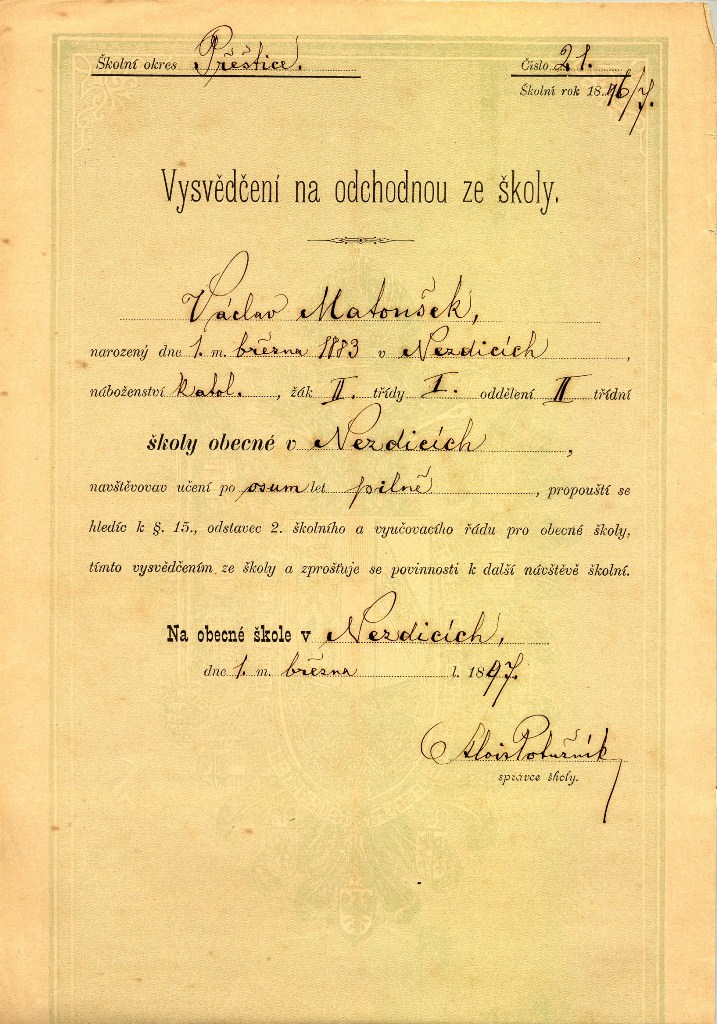 Školní okres Přeštice.
Číslo 21.
Školní rok 1896/7.
Vysvědčení na odchodnou ze školy.
Václav Matoušek,
narozený dne 1. m. března 1883 v Nezdicích,
náboženství katol., žák II. třídy I. oddělení II třídní
školy obecné v Nezdicích,
navštěvovav učení po osum let pilně, propouští se
hledíc k §. 15., odstavec 2. školního a vyučovacího řádu pro obecné školy,
tímto vysvědčením ze školy a zprošťuje se povinnosti k další návštěvě školní.
Na obecné škole v Nezdicích,
dne 1. m. března l. 1897.
Alois
správce školy.